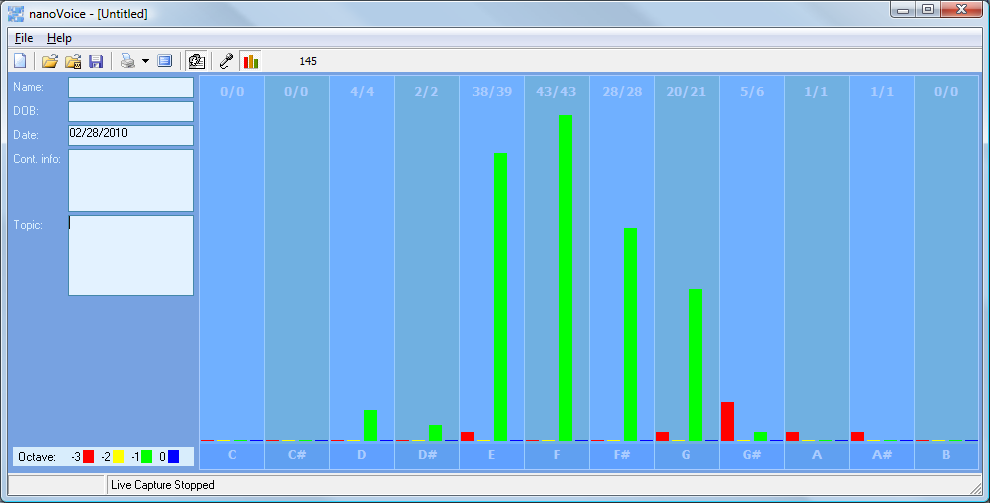 nanoVoice - [Untitled]
File Help
145
Name:
DOB:
Date: 02/28/2010
Cont. info:
Topic:
0/0 0/0 4/4 2/2 38/39 43/43 28/28 20/21 5/6 1/1 1/1 0/0
C C# D D# E F F# G G# A A# B
Octave: -3 -2 -1 0
Live Capture Stopped